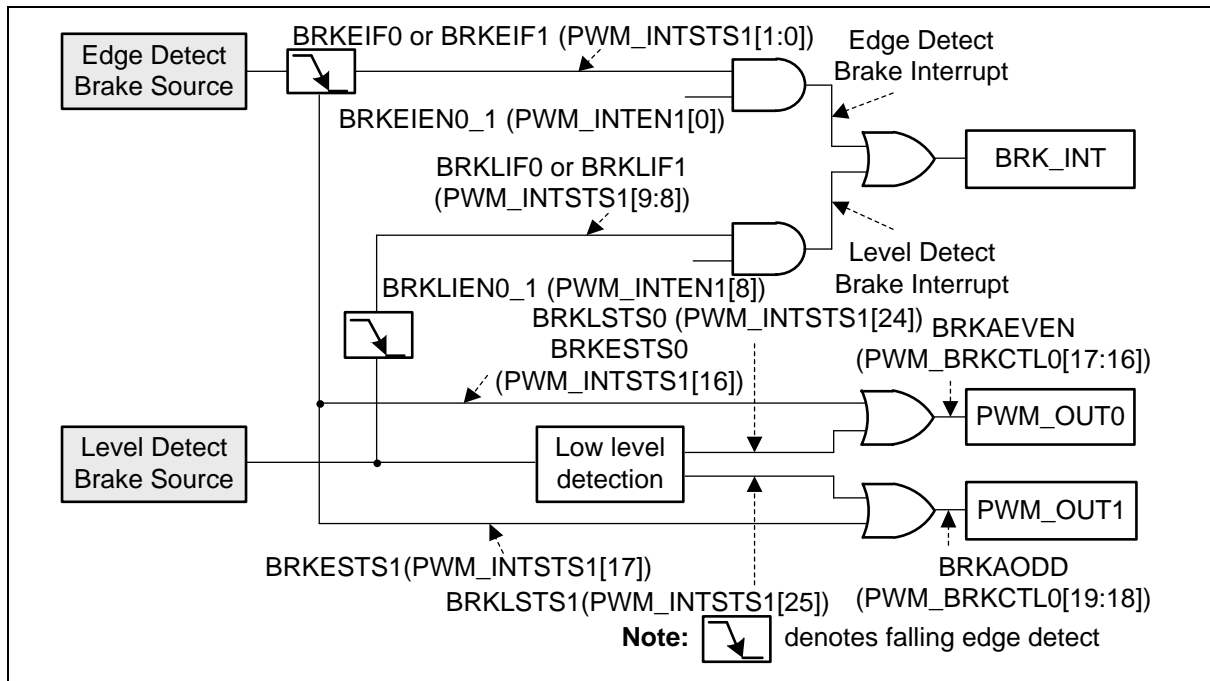 BRKEIF0 or BRKEIF1 (PWM_INTSTS1[1:0])
Edge Detect
Brake Source
Edge Detect
Brake Interrupt
BRKEIEN0_1 (PWM_INTEN1[0])
BRK_INT
BRKLIF0 or BRKLIF1
(PWM_INTSTS1[9:8])
Level Detect
Brake Interrupt
BRKLIEN0_1 (PWM_INTEN1[8])
BRKLSTS0 (PWM_INTSTS1[24])
BRKESTS0
(PWM_INTSTS1[16])
BRKAEVEN
(PWM_BRKCTL0[17:16])
PWM_OUT0
Level Detect
Brake Source
Low level
detection
PWM_OUT1
BRKESTS1(PWM_INTSTS1[17])
BRKLSTS1(PWM_INTSTS1[25])
BRKAODD
(PWM_BRKCTL0[19:18])
Note: denotes falling edge detect